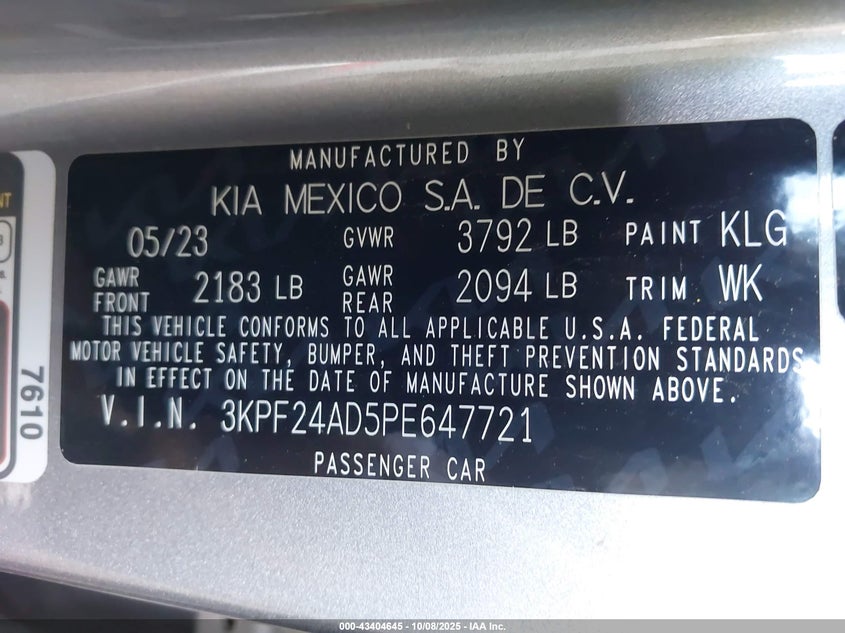 MANUFACTURED BY
KIA MEXICO S.A. DE C.V.
05/23 GVWR 3792 LB PAINT KLG
GAWR FRONT 2183 LB GAWR REAR 2094 LB TRIM WK
THIS VEHICLE CONFORMS TO ALL APPLICABLE U.S.A. FEDERAL
MOTOR VEHICLE SAFETY, BUMPER, AND THEFT PREVENTION STANDARDS
IN EFFECT ON THE DATE OF MANUFACTURE SHOWN ABOVE.
V.I.N. 3KPF24AD5PE647721
PASSENGER CAR
7610
000-43404645 - 10/08/2025 - IAA Inc.